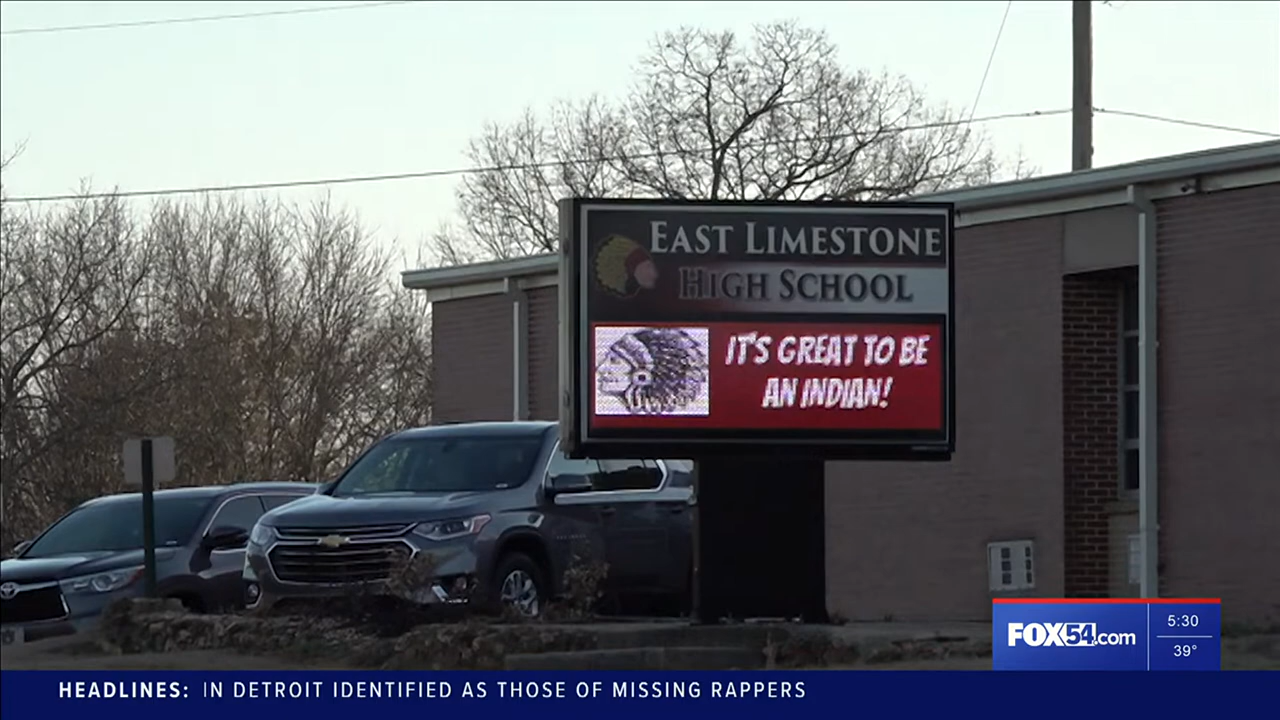 EAST LIMESTONE
HIGH SCHOOL
IT'S GREAT TO BE
AN INDIAN!
FOX54.com
5:30
39°
HEADLINES: IN DETROIT IDENTIFIED AS THOSE OF MISSING RAPPERS